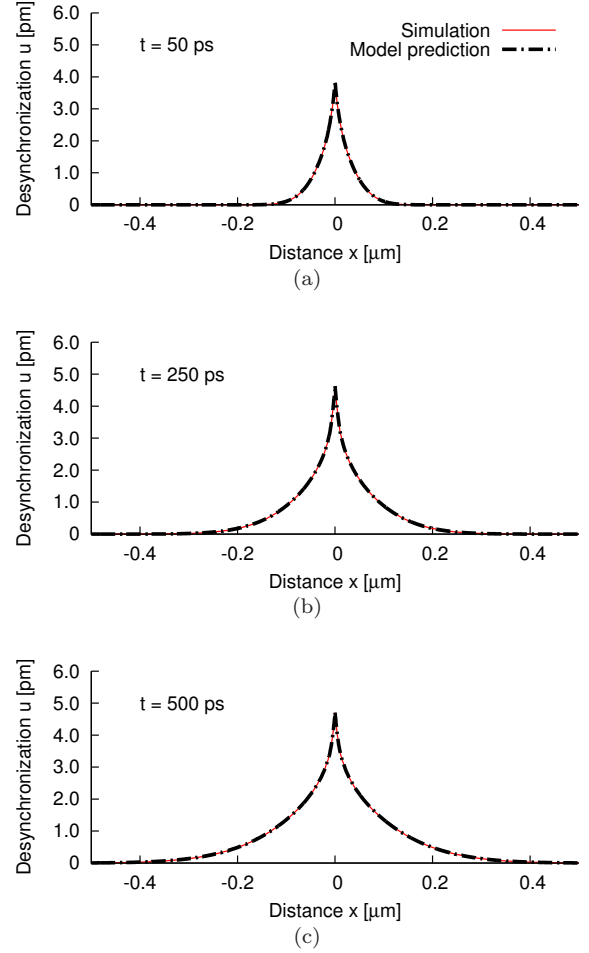 6.0
5.0
4.0
3.0
2.0
1.0
0
Desynchronization u [pm]
t = 50 ps
Simulation
Model prediction
-0.4 -0.2 0 0.2 0.4
Distance x [μm]
(a)
6.0
5.0
4.0
3.0
2.0
1.0
0
Desynchronization u [pm]
t = 250 ps
-0.4 -0.2 0 0.2 0.4
Distance x [μm]
(b)
6.0
5.0
4.0
3.0
2.0
1.0
0
Desynchronization u [pm]
t = 500 ps
-0.4 -0.2 0 0.2 0.4
Distance x [μm]
(c)